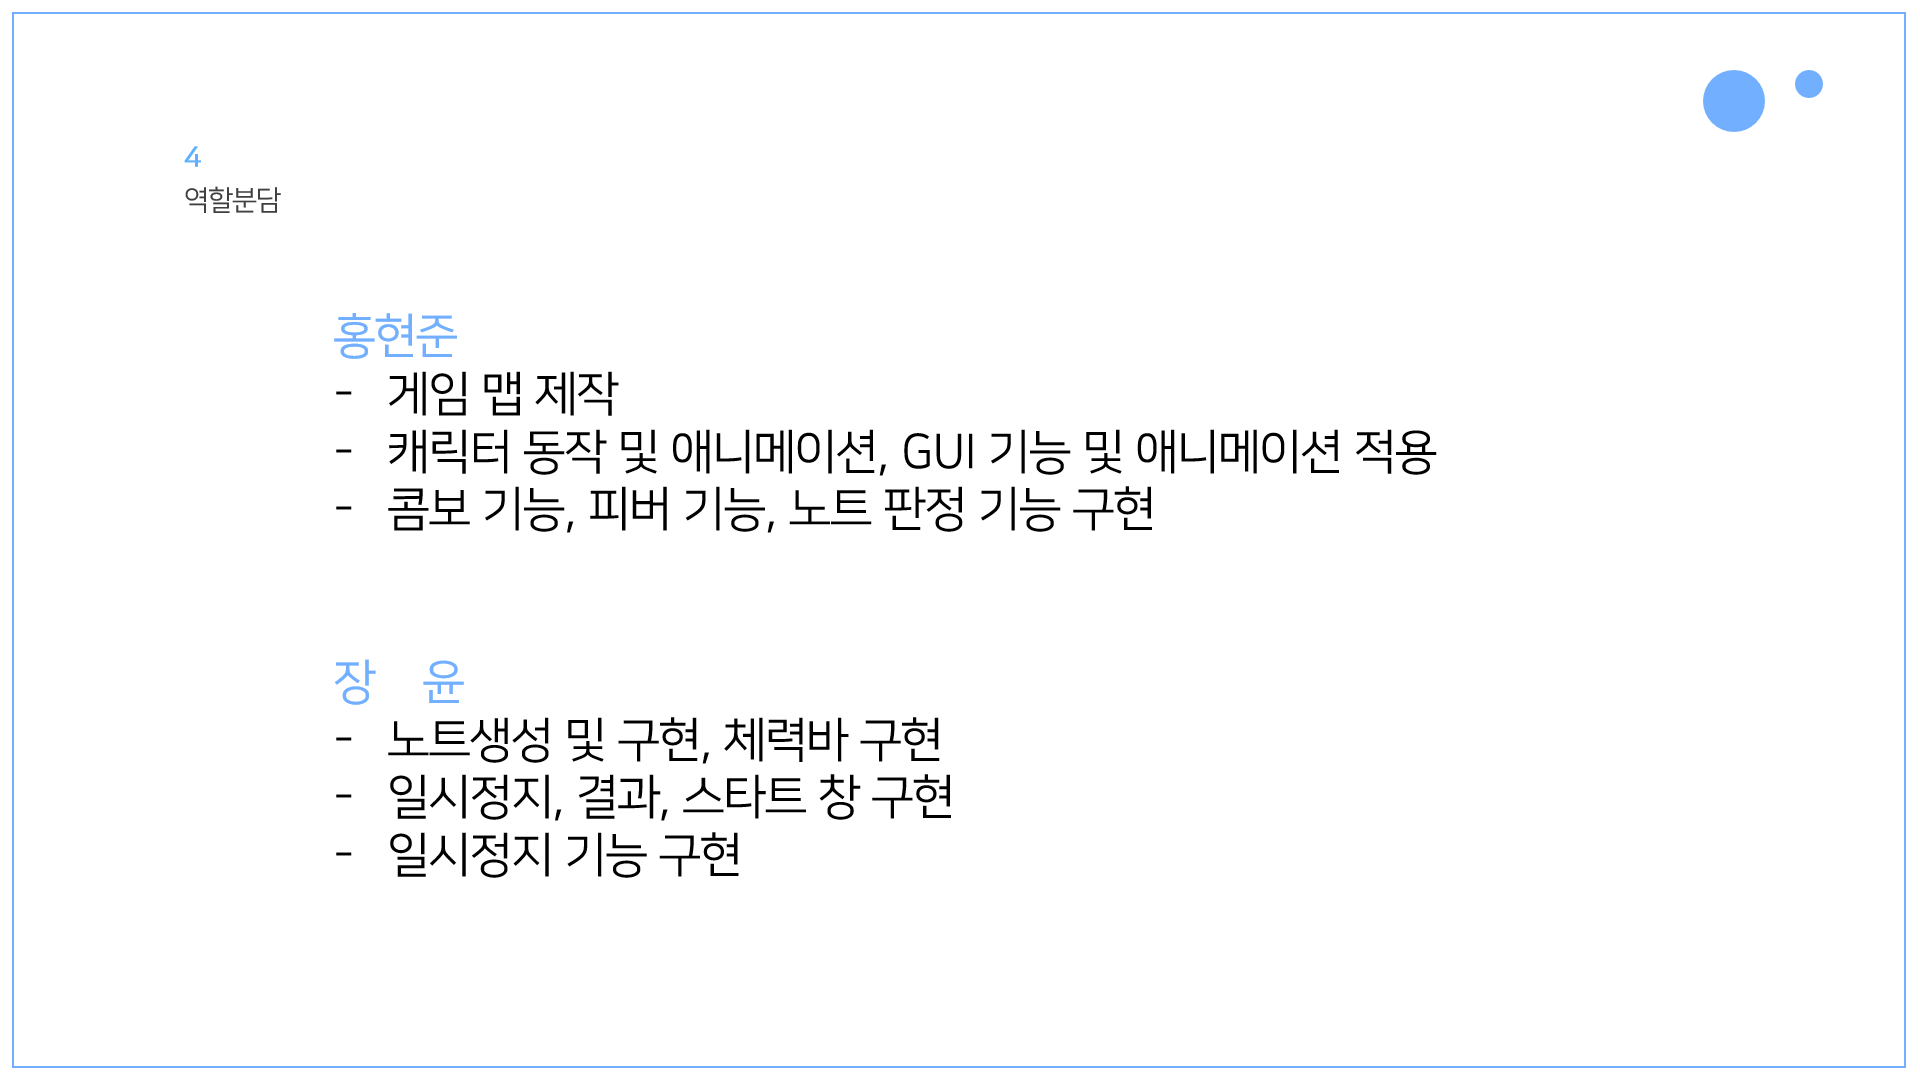 4
역할분담
홍현준
- 게임 맵 제작
- 캐릭터 동작 및 애니메이션, GUI 기능 및 애니메이션 적용
- 콤보 기능, 피버 기능, 노트 판정 기능 구현
장 윤
- 노트생성 및 구현, 체력바 구현
- 일시정지, 결과, 스타트 창 구현
- 일시정지 기능 구현